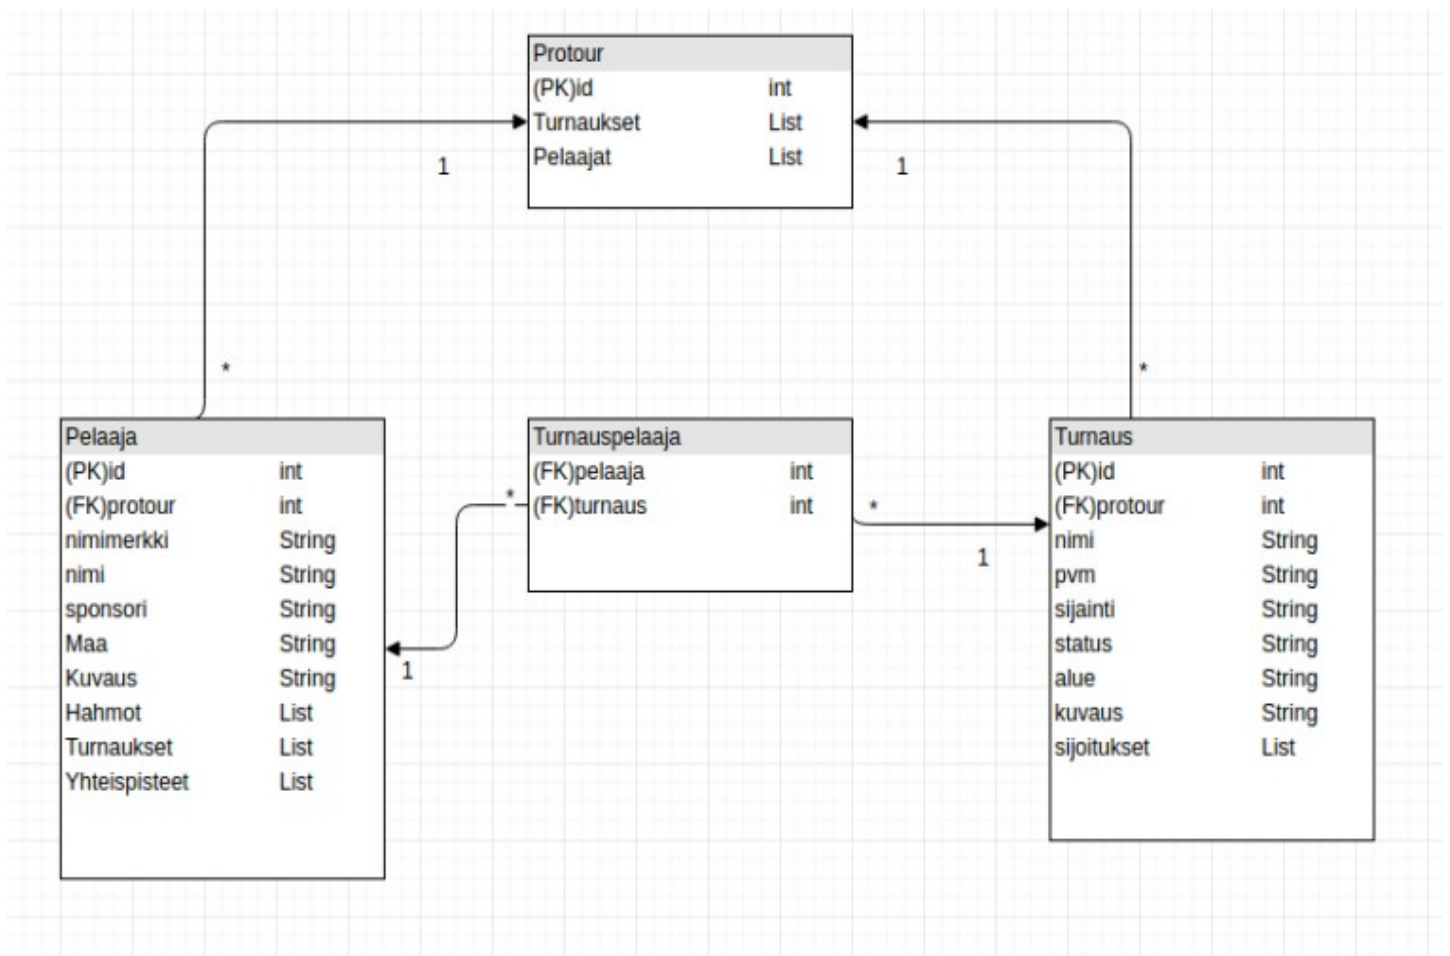 Protour
(PK)id int
Turnaukset List
Pelaajat List
1
1
*
*
Pelaaja
(PK)id int
(FK)protour int
nimimerkki String
nimi String
sponsori String
Maa String
Kuvaus String
Hahmot List
Turnaukset List
Yhteispisteet List
*
1
Turnauspelaaja
(FK)pelaaja int
(FK)turnaus int
*
1
Turnaus
(PK)id int
(FK)protour int
nimi String
pvm String
sijainti String
status String
alue String
kuvaus String
sijoitukset List